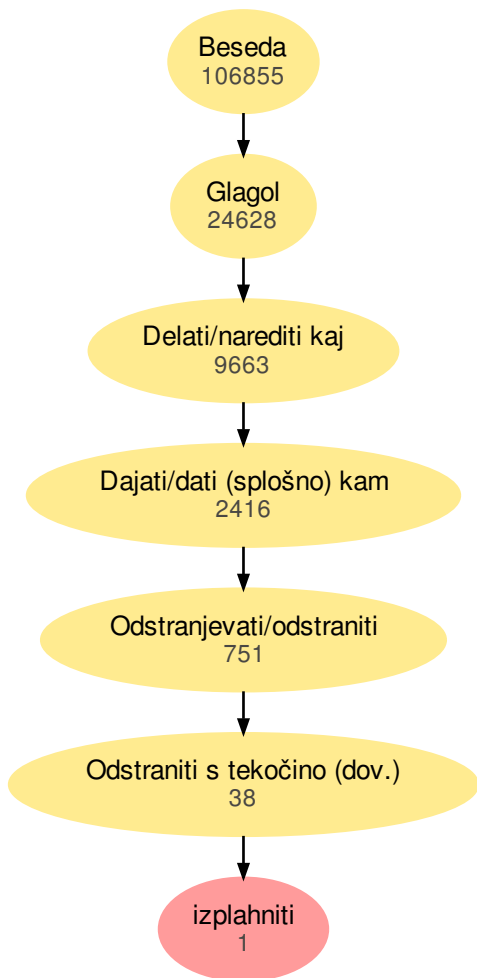 Beseda
106855
Glagol
24628
Delati/narediti kaj
9663
Dajati/dati (splošno) kam
2416
Odstranjevati/odstraniti
751
Odstraniti s tekočino (dov.)
38
izplahniti
1